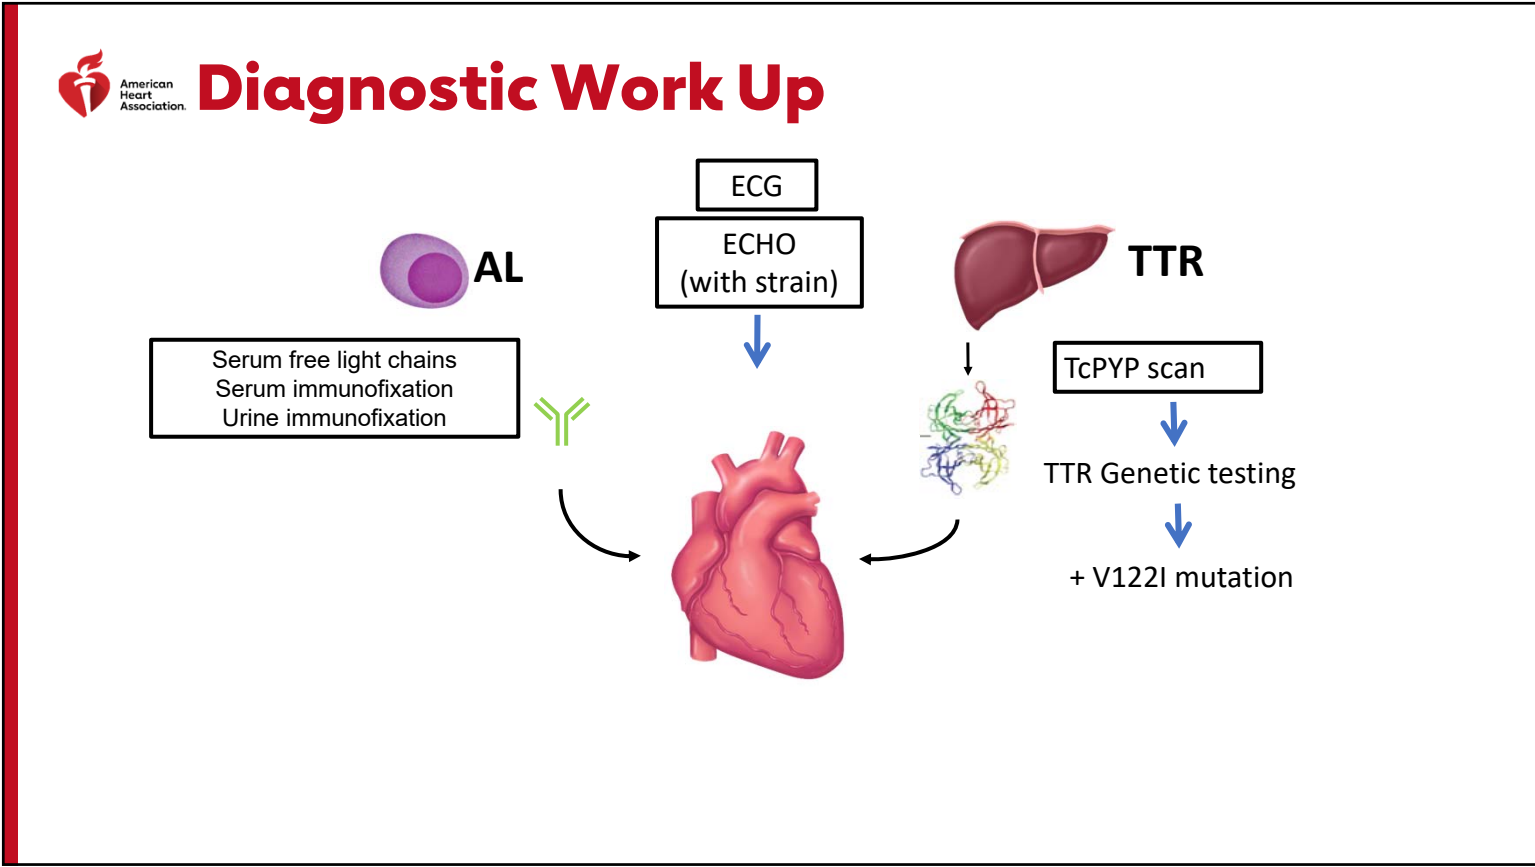 American
Heart
Association.
Diagnostic Work Up
ECG
ECHO
(with strain)
AL
Serum free light chains
Serum immunofixation
Urine immunofixation
TTR
TcPYP scan
TTR Genetic testing
+ V122I mutation